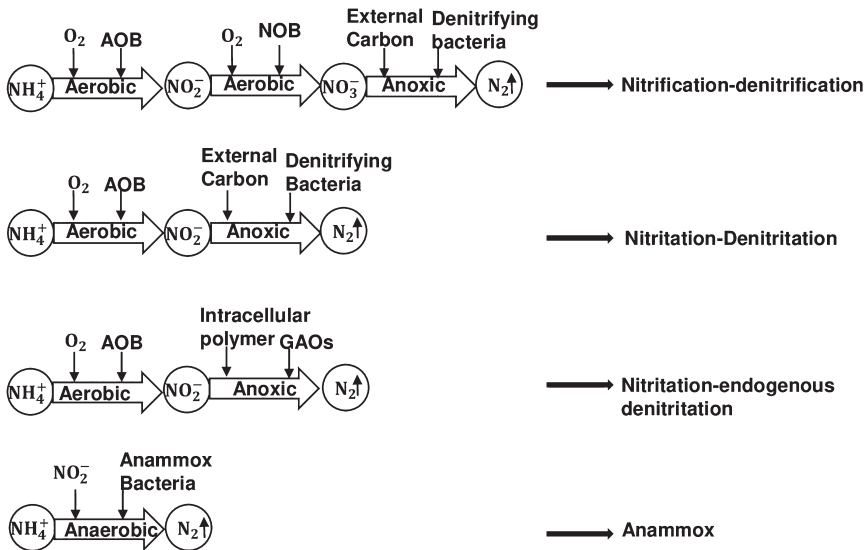 External Denitrifying
Carbon bacteria
O₂ AOB O₂ NOB
NH₄⁺ Aerobic NO₂⁻ Aerobic NO₃⁻ Anoxic N₂↑ Nitrification-denitrification
External Denitrifying
Carbon Bacteria
O₂ AOB
NH₄⁺ Aerobic NO₂⁻ Anoxic N₂↑ Nitritation-Denitritation
Intracellular
polymer GAOs
O₂ AOB
NH₄⁺ Aerobic NO₂⁻ Anoxic N₂↑ Nitritation-endogenous
denitritation
Anammox
NO₂⁻ Bacteria
NH₄⁺ Anaerobic N₂↑ Anammox